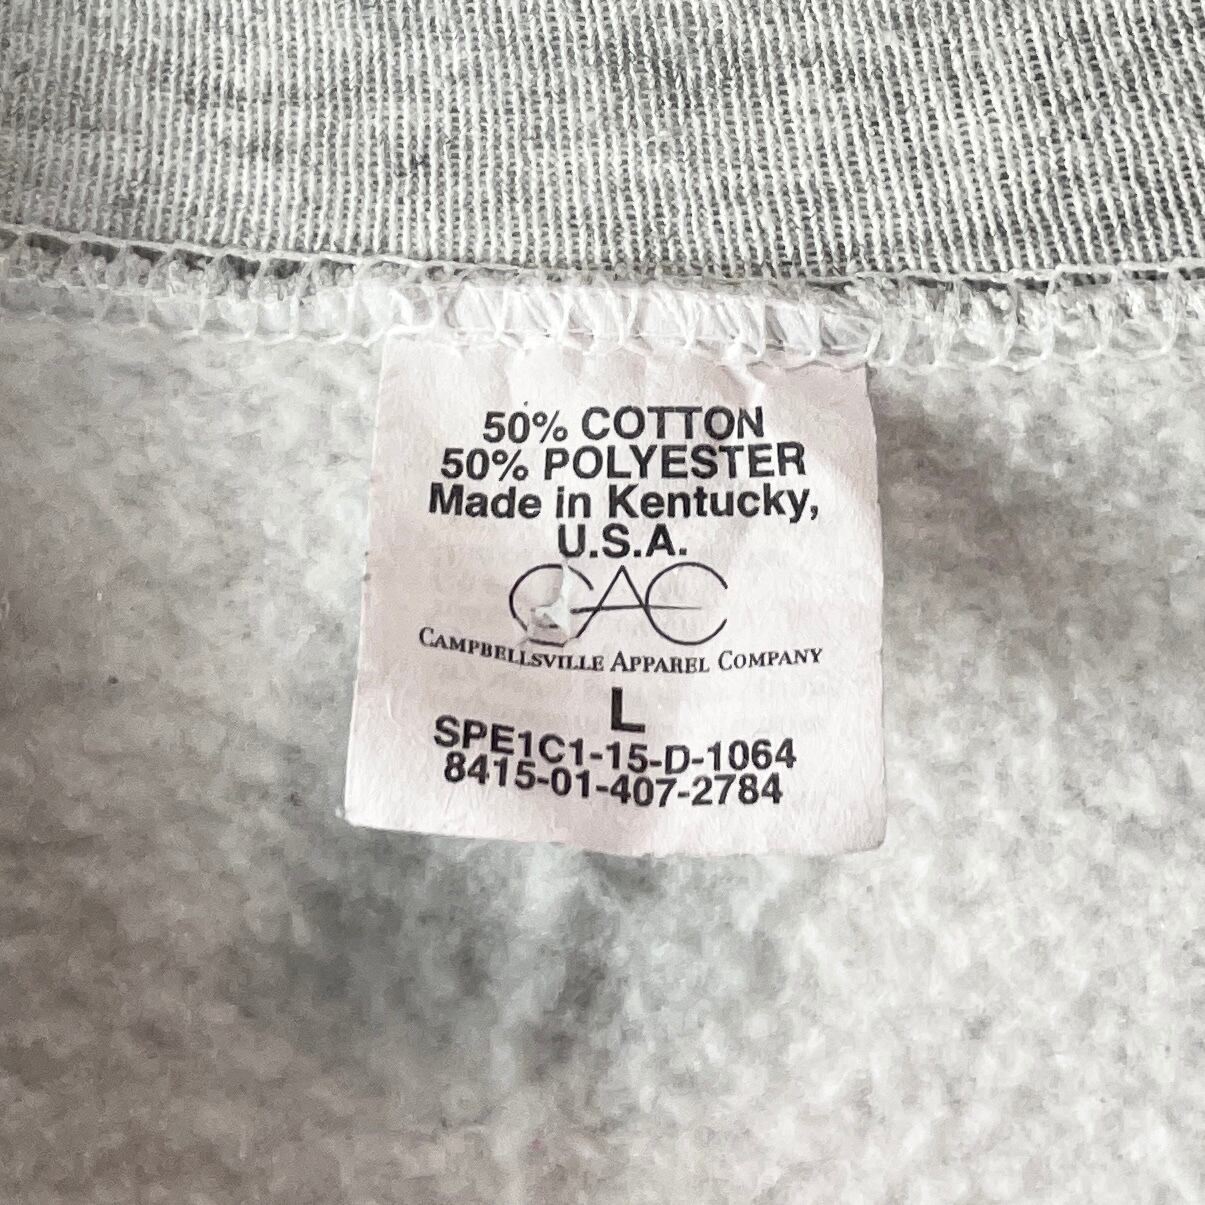 50% COTTON
50% POLYESTER
Made in Kentucky,
U.S.A.
CAC
CAMPBELLSVILLE APPAREL COMPANY
L
SPE1C1-15-D-1064
8415-01-407-2784